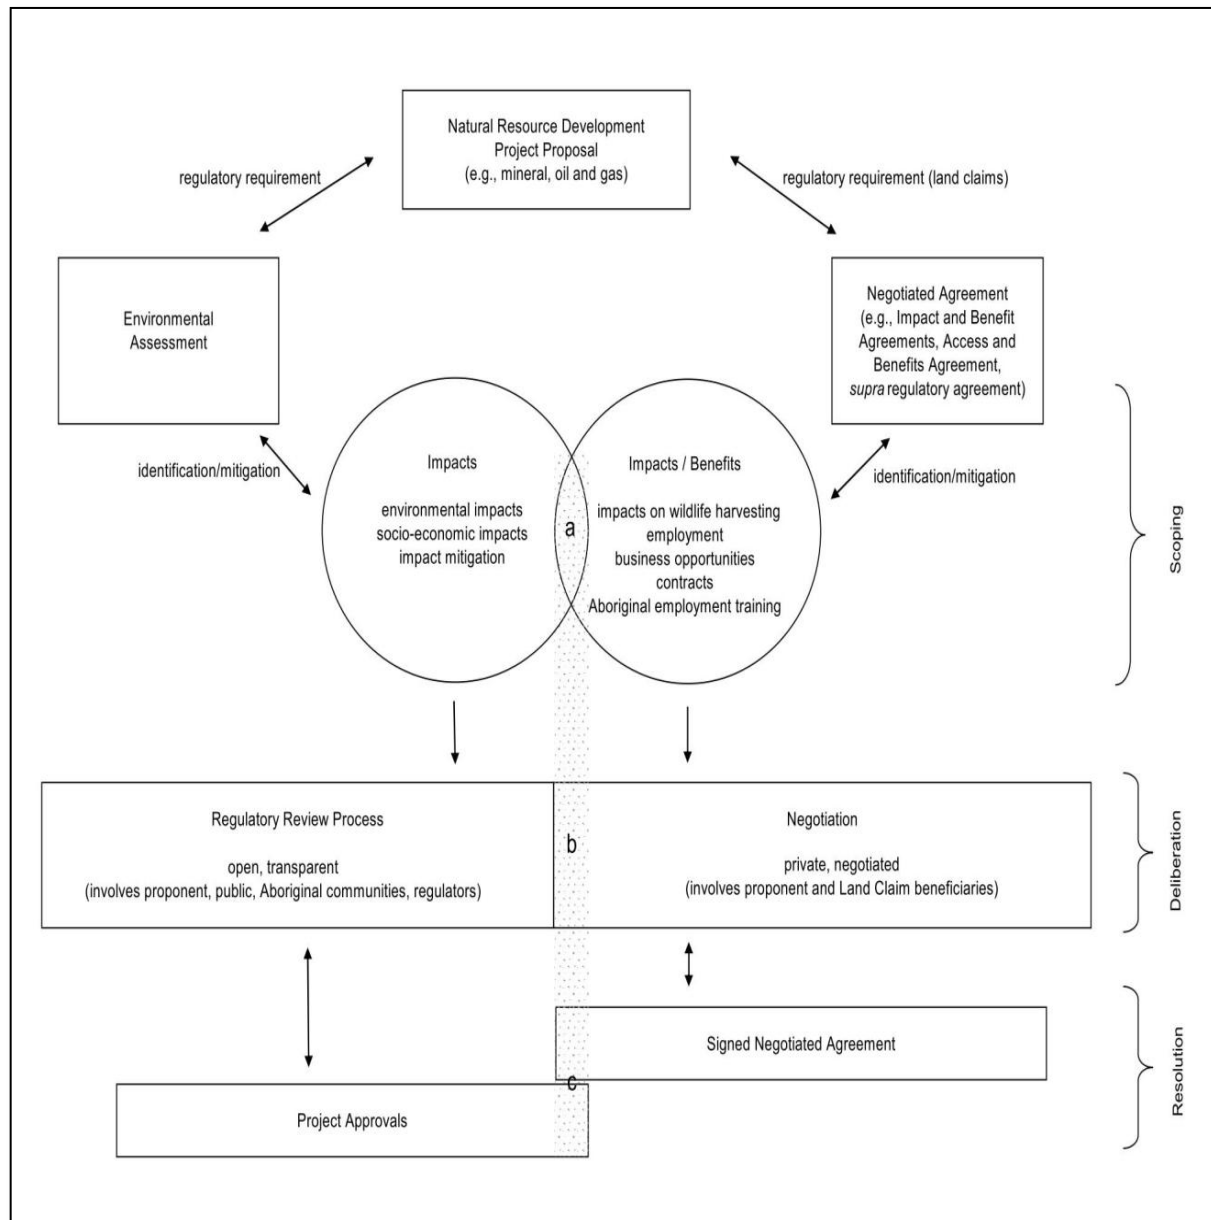 Natural Resource Development
Project Proposal
(e.g., mineral, oil and gas)
regulatory requirement
regulatory requirement (land claims)
Environmental
Assessment
Negotiated Agreement
(e.g., Impact and Benefit
Agreements, Access and
Benefits Agreement,
supra regulatory agreement)
identification/mitigation
identification/mitigation
Impacts
environmental impacts
socio-economic impacts
impact mitigation
a
Impacts / Benefits
impacts on wildlife harvesting
employment
business opportunities
contracts
Aboriginal employment training
Scoping
Regulatory Review Process
open, transparent
(involves proponent, public, Aboriginal communities, regulators)
b
Negotiation
private, negotiated
(involves proponent and Land Claim beneficiaries)
Deliberation
Signed Negotiated Agreement
c
Project Approvals
Resolution